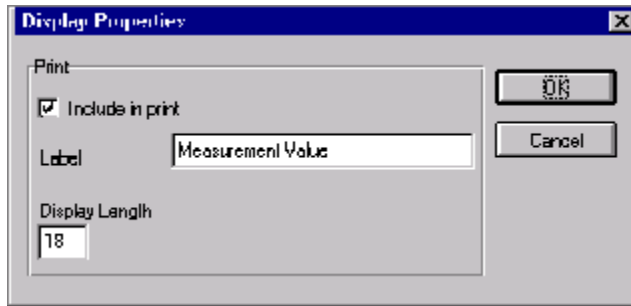 Display Properties
Print
Include in print
OK
Label
Measurement Value
Cancel
Display Length
18